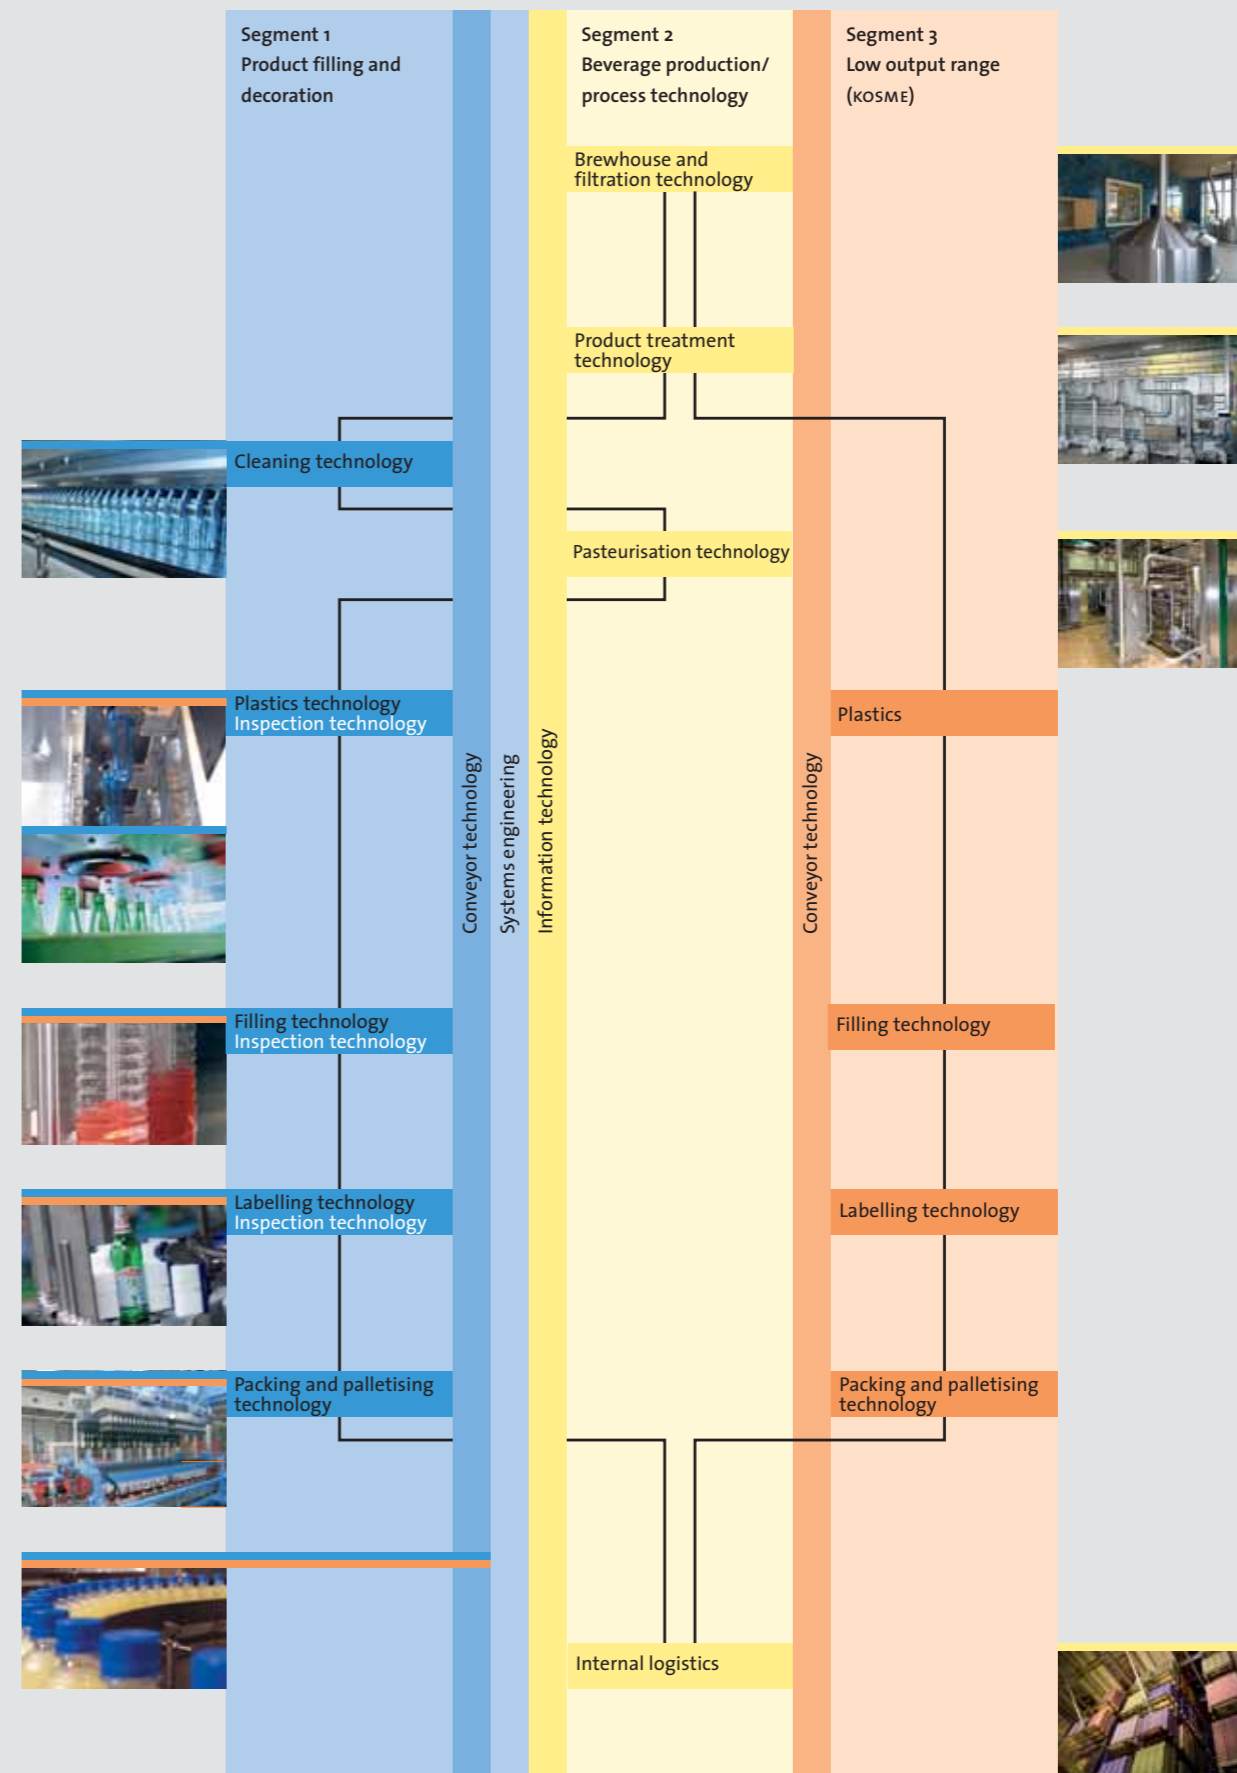 Segment 1
Product filling and
decoration
Segment 2
Beverage production/
process technology
Segment 3
Low output range
(KOSME)
Brewhouse and
filtration technology
Product treatment
technology
Cleaning technology
Pasteurisation technology
Plastics technology
Inspection technology
Plastics
Conveyor technology
Systems engineering
Information technology
Conveyor technology
Filling technology
Inspection technology
Filling technology
Labelling technology
Inspection technology
Labelling technology
Packing and palletising
technology
Packing and palletising
technology
Internal logistics